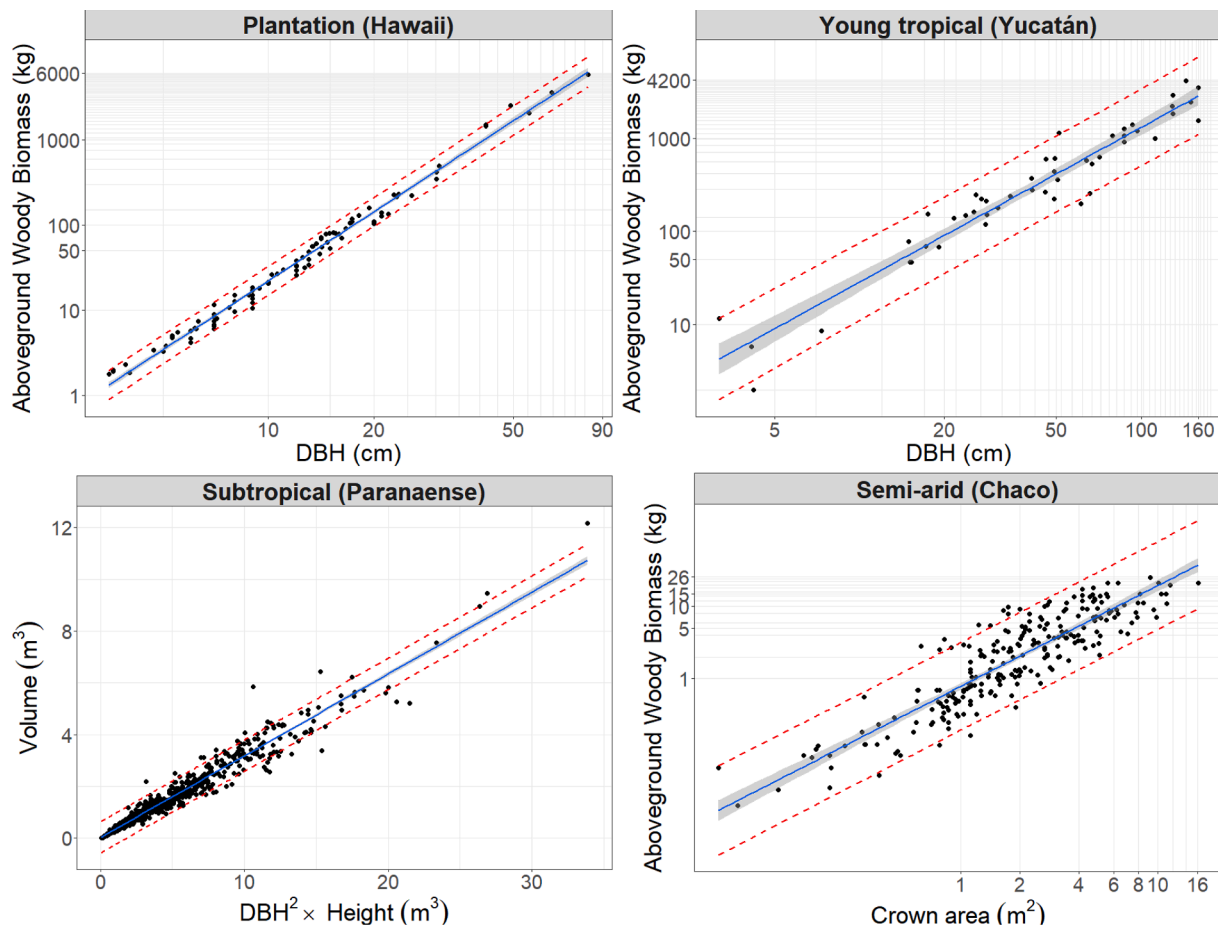 Plantation (Hawaii)
Aboveground Woody Biomass (kg)
6000
1000
100
50
10
1
10 20 50 90
DBH (cm)
Young tropical (Yucatán)
Aboveground Woody Biomass (kg)
4200
1000
100
50
10
5 20 50 100 160
DBH (cm)
Subtropical (Paranaense)
Volume (m³)
12
8
4
0
0 10 20 30
DBH² × Height (m³)
Semi-arid (Chaco)
Aboveground Woody Biomass (kg)
26
15
10
5
1
1 2 4 6 8 10 16
Crown area (m²)